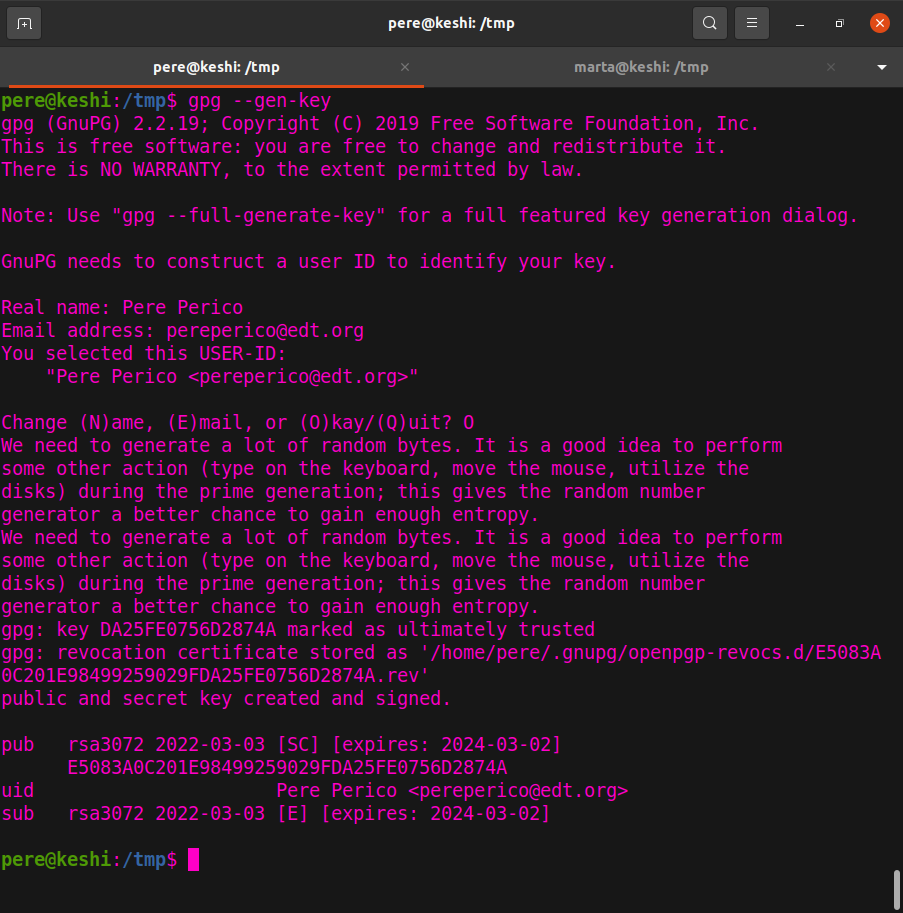 pere@keshi: /tmp
pere@keshi: /tmp
marta@keshi: /tmp
pere@keshi:/tmp$ gpg --gen-key
gpg (GnuPG) 2.2.19; Copyright (C) 2019 Free Software Foundation, Inc.
This is free software: you are free to change and redistribute it.
There is NO WARRANTY, to the extent permitted by law.
Note: Use "gpg --full-generate-key" for a full featured key generation dialog.
GnuPG needs to construct a user ID to identify your key.
Real name: Pere Perico
Email address: pereperico@edt.org
You selected this USER-ID:
    "Pere Perico <pereperico@edt.org>"
Change (N)ame, (E)mail, or (O)kay/(Q)uit? O
We need to generate a lot of random bytes. It is a good idea to perform
some other action (type on the keyboard, move the mouse, utilize the
disks) during the prime generation; this gives the random number
generator a better chance to gain enough entropy.
We need to generate a lot of random bytes. It is a good idea to perform
some other action (type on the keyboard, move the mouse, utilize the
disks) during the prime generation; this gives the random number
generator a better chance to gain enough entropy.
gpg: key DA25FE0756D2874A marked as ultimately trusted
gpg: revocation certificate stored as '/home/pere/.gnupg/openpgp-revocs.d/E5083A
0C201E98499259029FDA25FE0756D2874A.rev'
public and secret key created and signed.
pub   rsa3072 2022-03-03 [SC] [expires: 2024-03-02]
      E5083A0C201E98499259029FDA25FE0756D2874A
uid                      Pere Perico <pereperico@edt.org>
sub   rsa3072 2022-03-03 [E] [expires: 2024-03-02]
pere@keshi:/tmp$